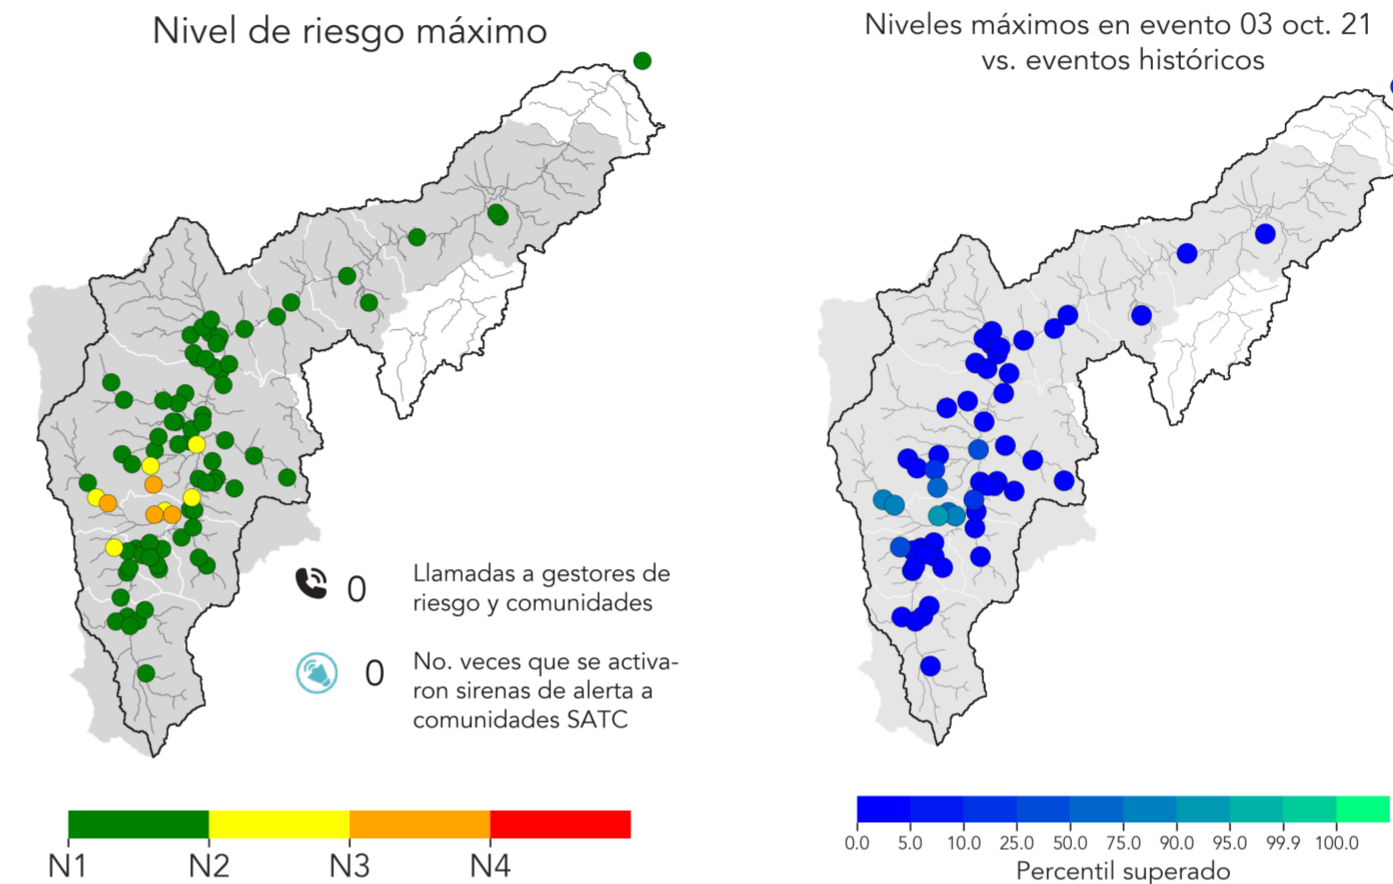 Nivel de riesgo máximo
0
Llamadas a gestores de
riesgo y comunidades
0
No. veces que se activa-
ron sirenas de alerta a
comunidades SATC
N1 N2 N3 N4
Niveles máximos en evento 03 oct. 21
vs. eventos históricos
0.0 5.0 10.0 25.0 50.0 75.0 90.0 95.0 99.9 100.0
Percentil superado